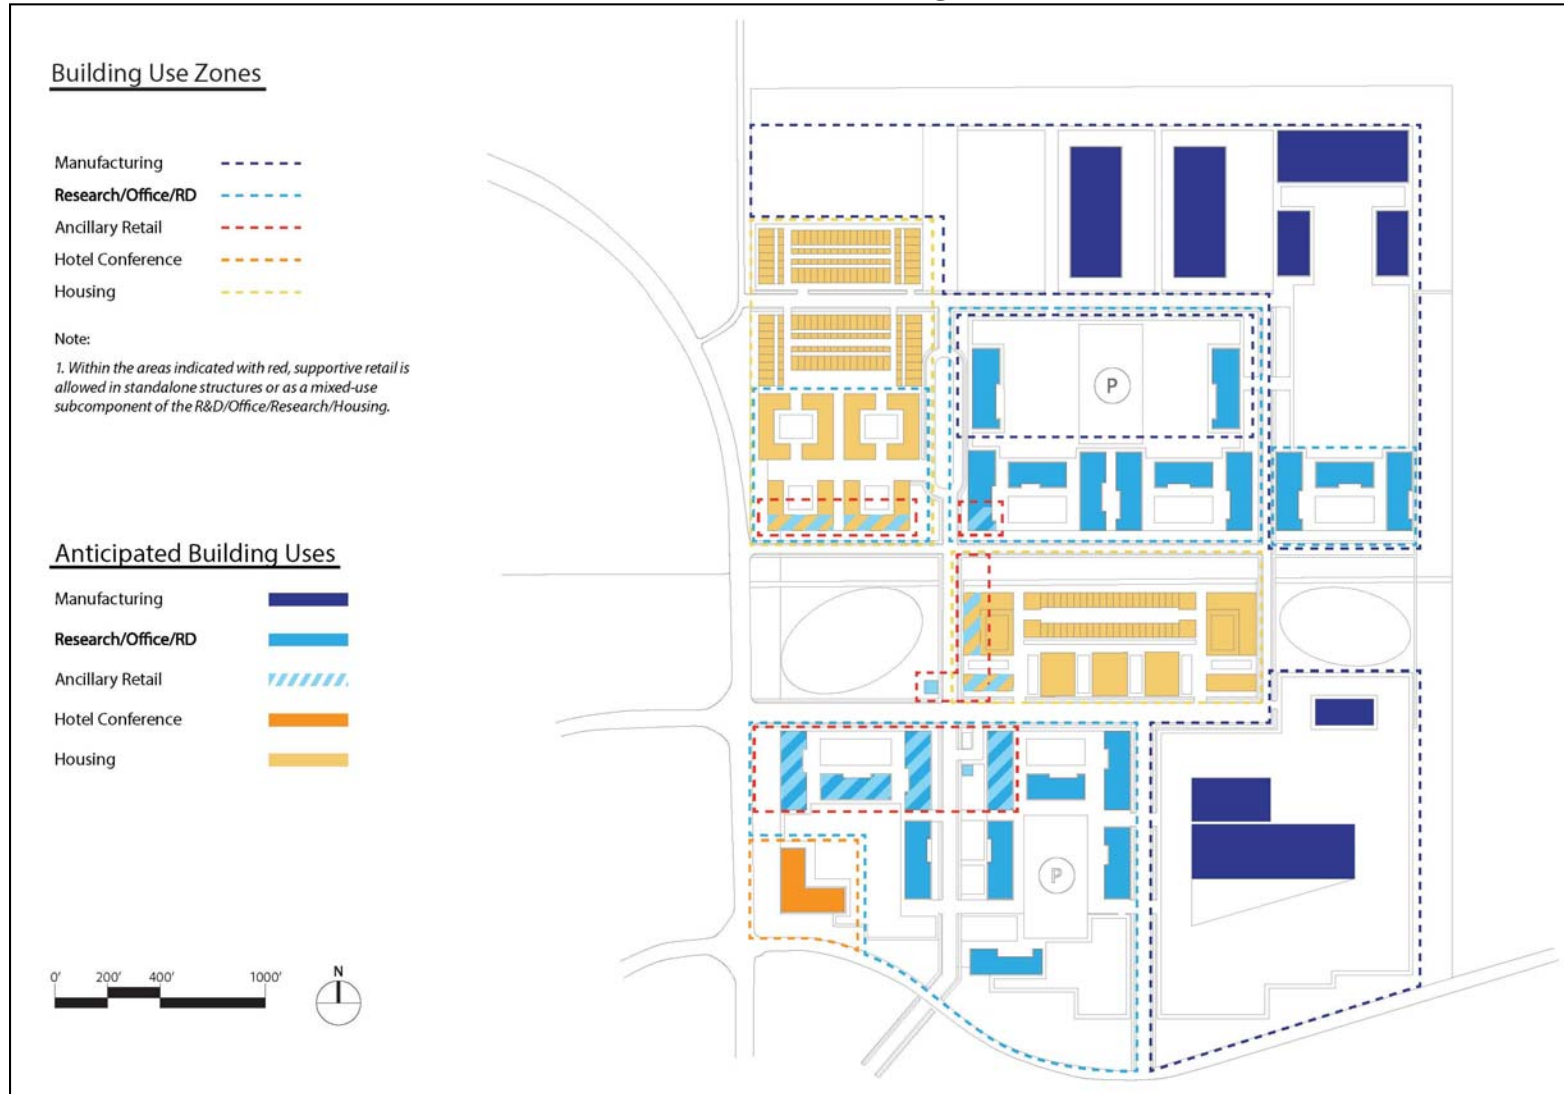 Building Use Zones
Manufacturing
Research/Office/RD
Ancillary Retail
Hotel Conference
Housing
Note:
1. Within the areas indicated with red, supportive retail is
allowed in standalone structures or as a mixed-use
subcomponent of the R&D/Office/Research/Housing.
Anticipated Building Uses
Manufacturing
Research/Office/RD
Ancillary Retail
Hotel Conference
Housing
0' 200' 400' 1000'
N
P
P